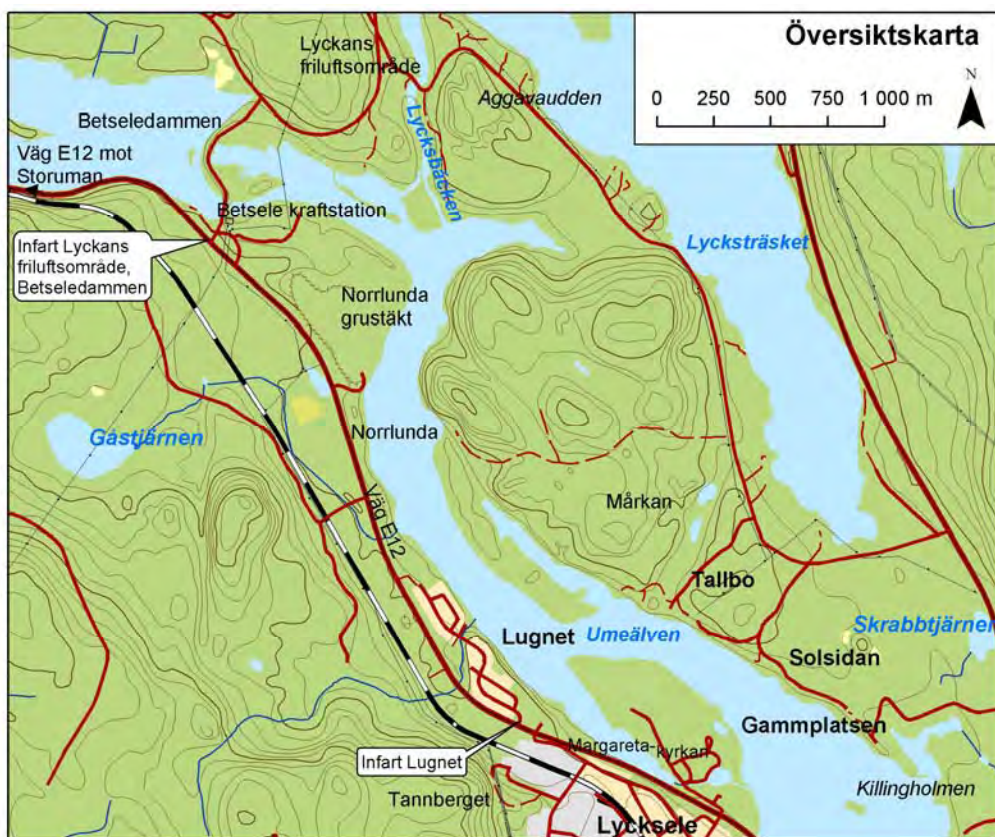 Översiktskarta
N
0 250 500 750 1 000 m
Lyckans
friluftsområde
Aggavaudden
Betseledammen
Lycksbäcken
Väg E12 mot
Storuman
Betsele kraftstation
Infart Lyckans
friluftsområde,
Betseledammen
Lycksträsket
Norrlunda
grustäkt
Gastjärnen
Norrlunda
Väg E12
Mårkan
Tallbo
Lugnet
Umeälven
Skrabbtjärnen
Solsidan
Gammplatsen
Infart Lugnet
Margareta-kyrkan
Tannberget
Killingholmen
Lycksele